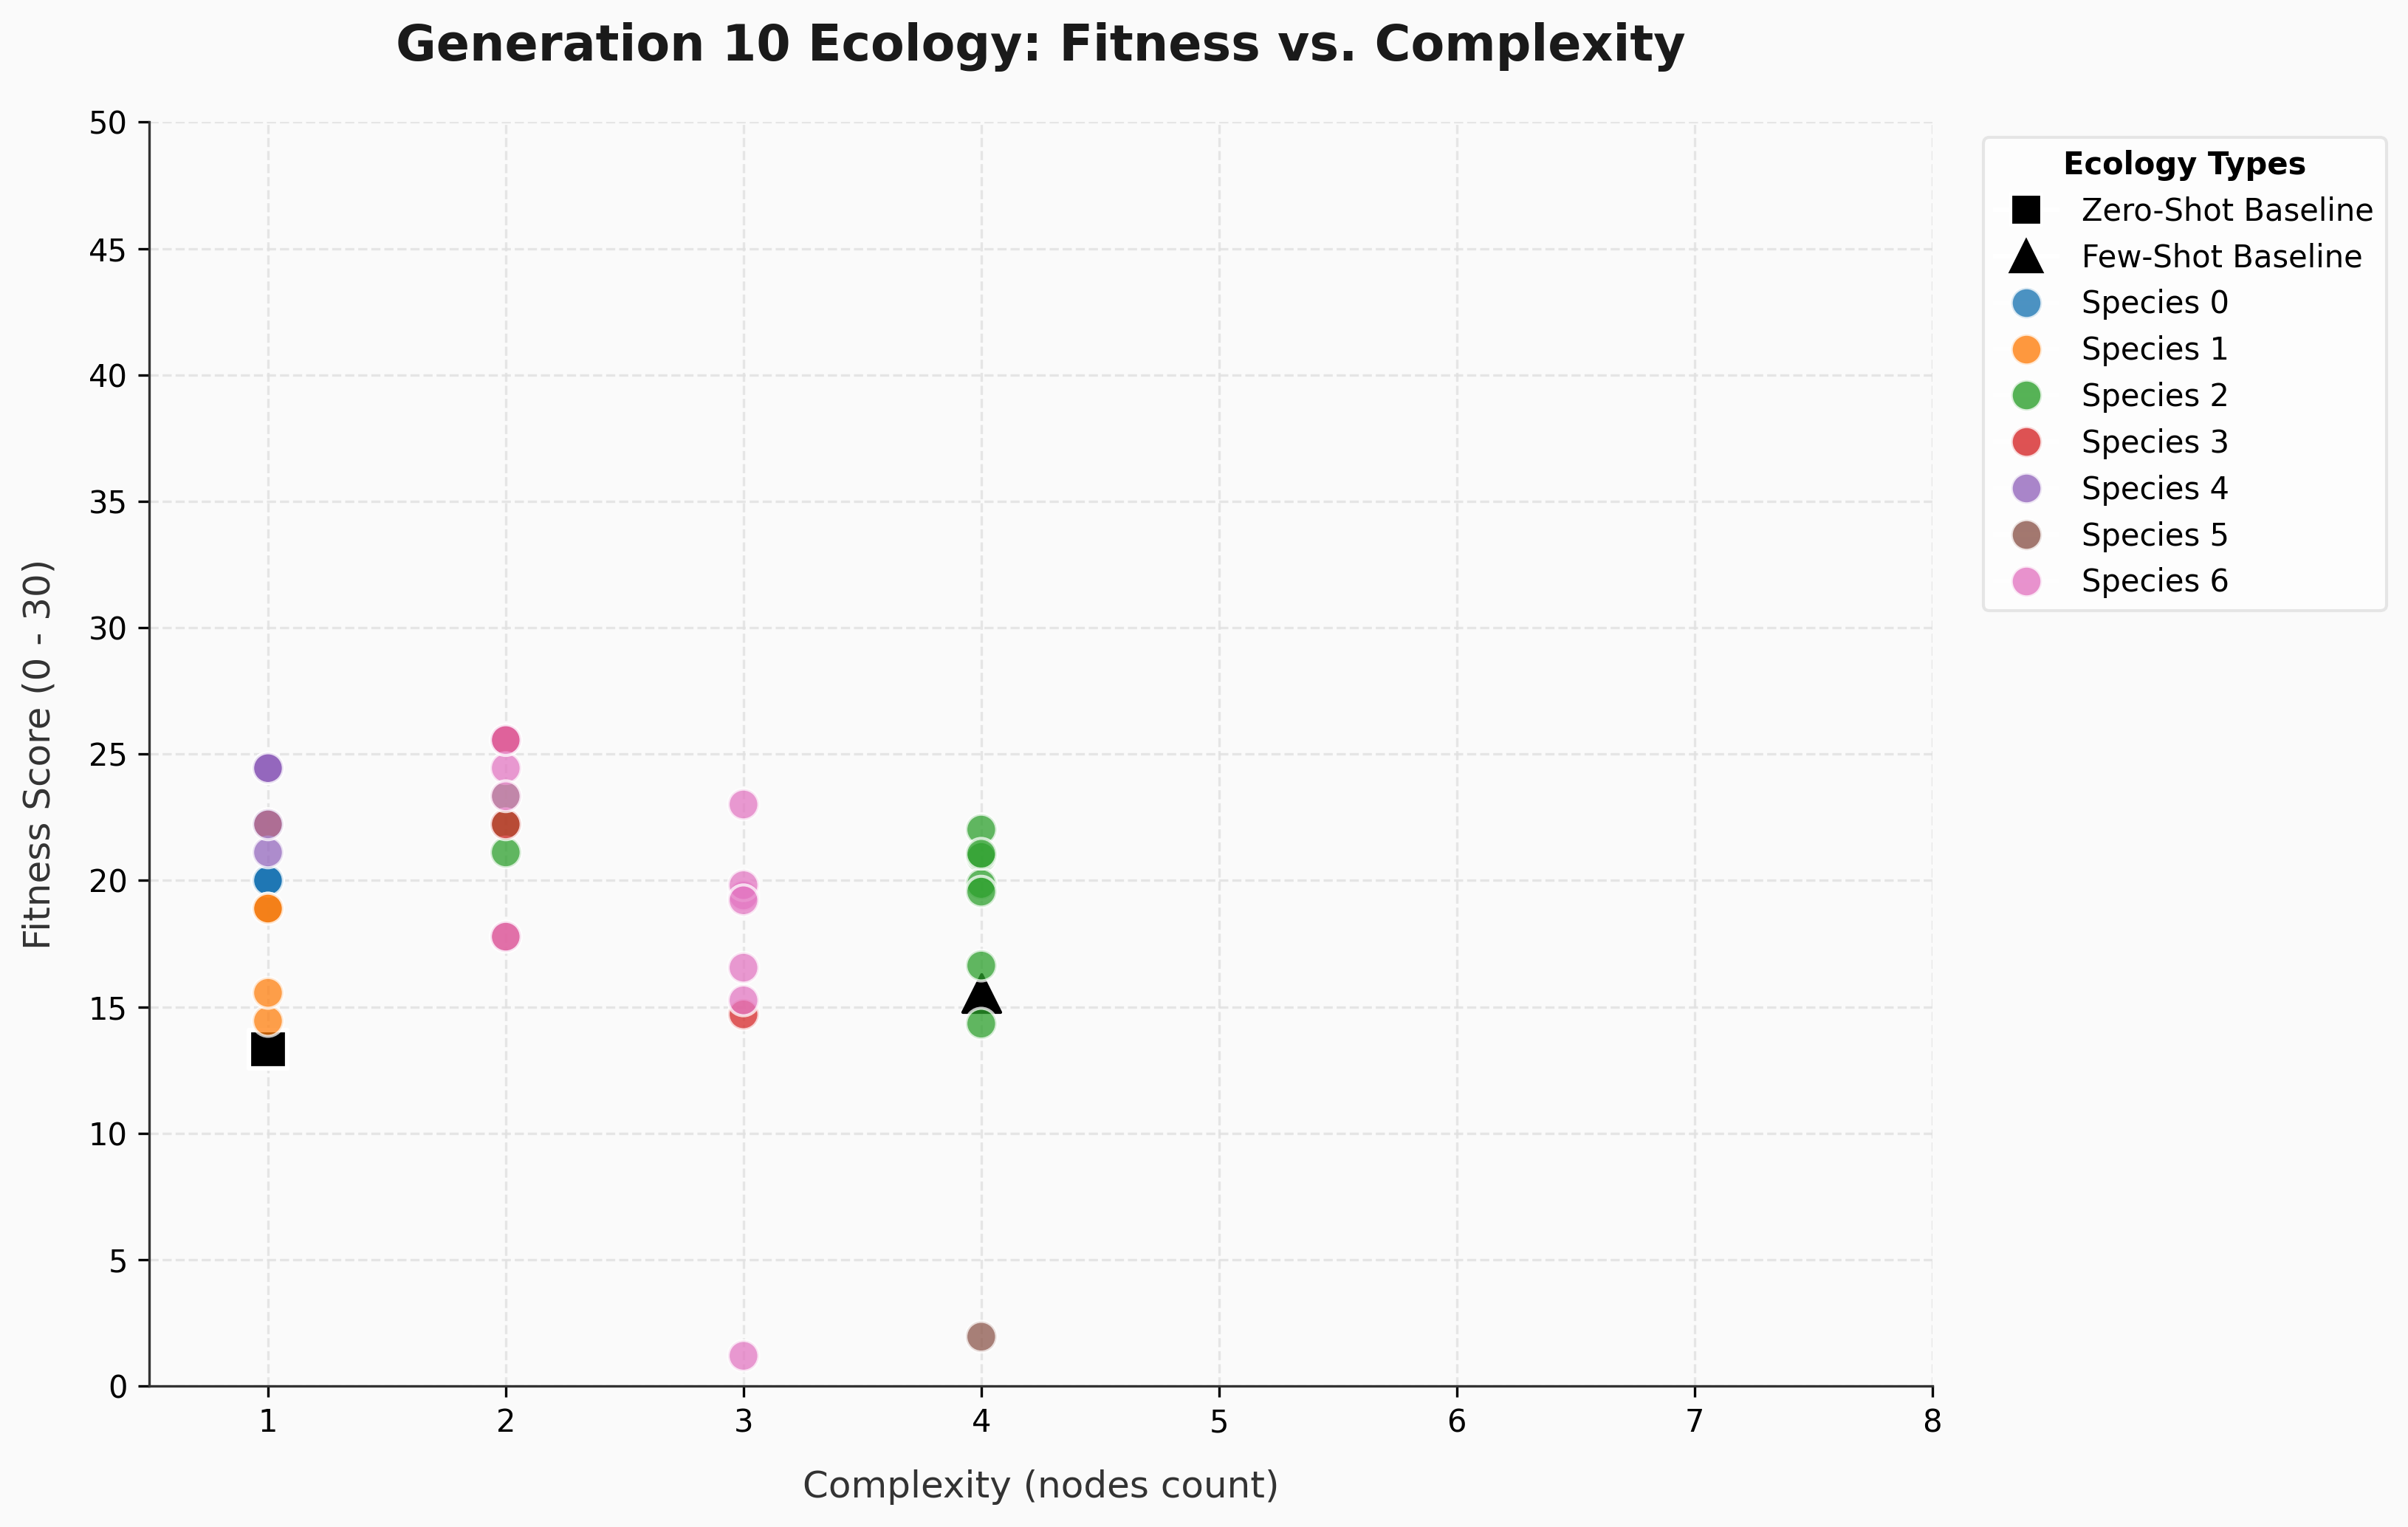 Generation 10 Ecology: Fitness vs. Complexity
50
45
40
35
30
25
20
15
10
5
0
Fitness Score (0 - 30)
1 2 3 4 5 6 7 8
Complexity (nodes count)
Ecology Types
Zero-Shot Baseline
Few-Shot Baseline
Species 0
Species 1
Species 2
Species 3
Species 4
Species 5
Species 6